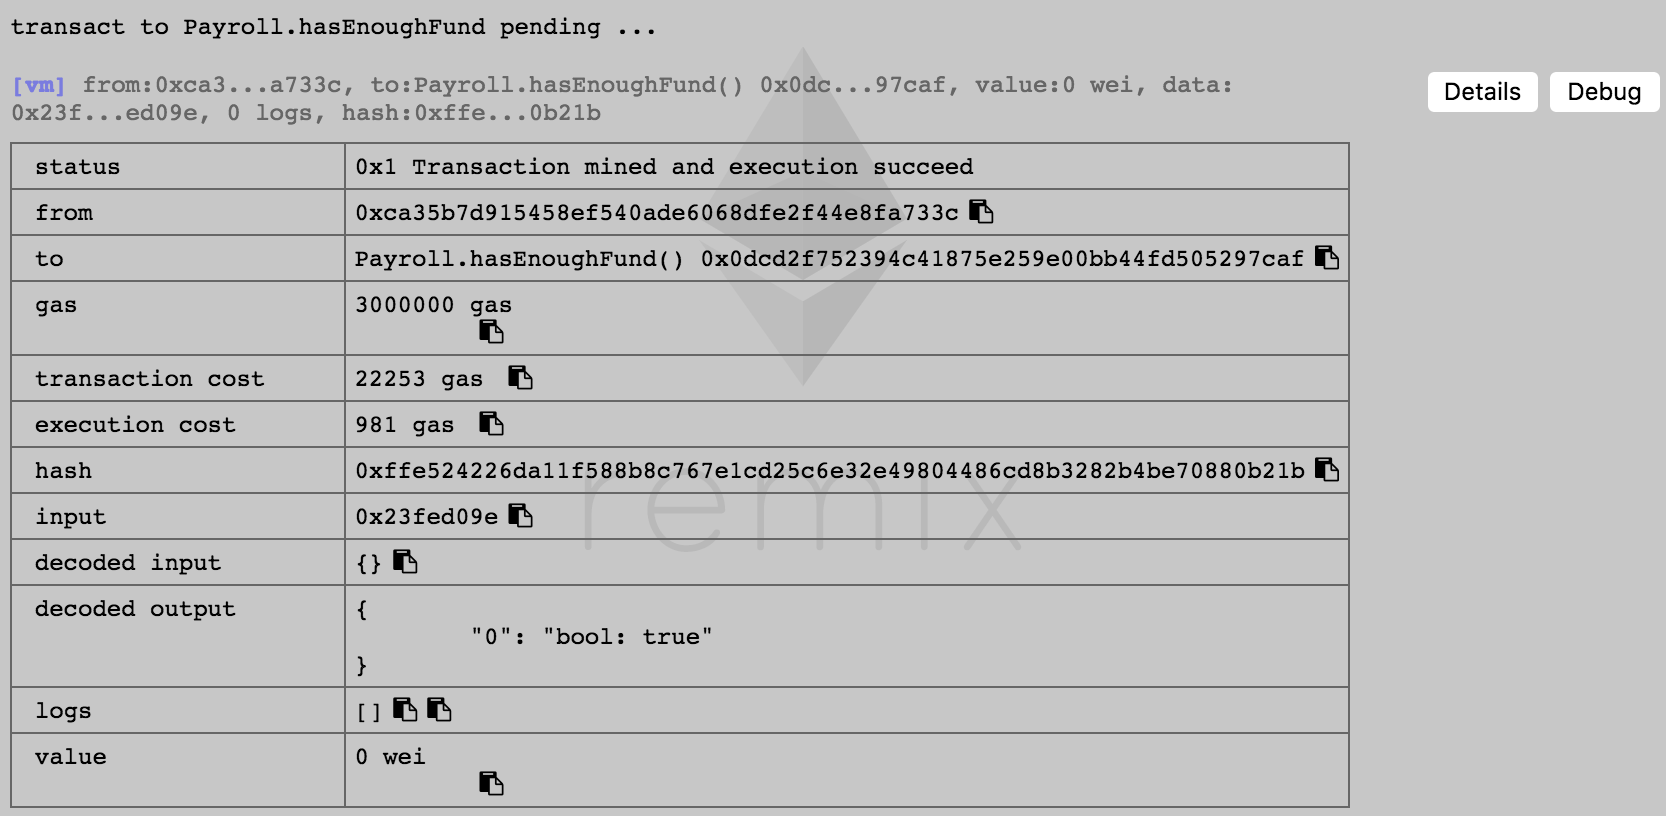 transact to Payroll.hasEnoughFund pending ...
[vm] from:0xca3...a733c, to:Payroll.hasEnoughFund() 0x0dc...97caf, value:0 wei, data:
0x23f...ed09e, 0 logs, hash:0xffe...0b21b
Details Debug
status 0x1 Transaction mined and execution succeed
from 0xca35b7d915458ef540ade6068dfe2f44e8fa733c
to Payroll.hasEnoughFund() 0x0dcd2f752394c41875e259e00bb44fd505297caf
gas 3000000 gas
transaction cost 22253 gas
execution cost 981 gas
hash 0xffe524226da11f588b8c767e1cd25c6e32e49804486cd8b3282b4be70880b21b
input 0x23fed09e
decoded input {}
decoded output {
"0": "bool: true"
}
logs []
value 0 wei
remix